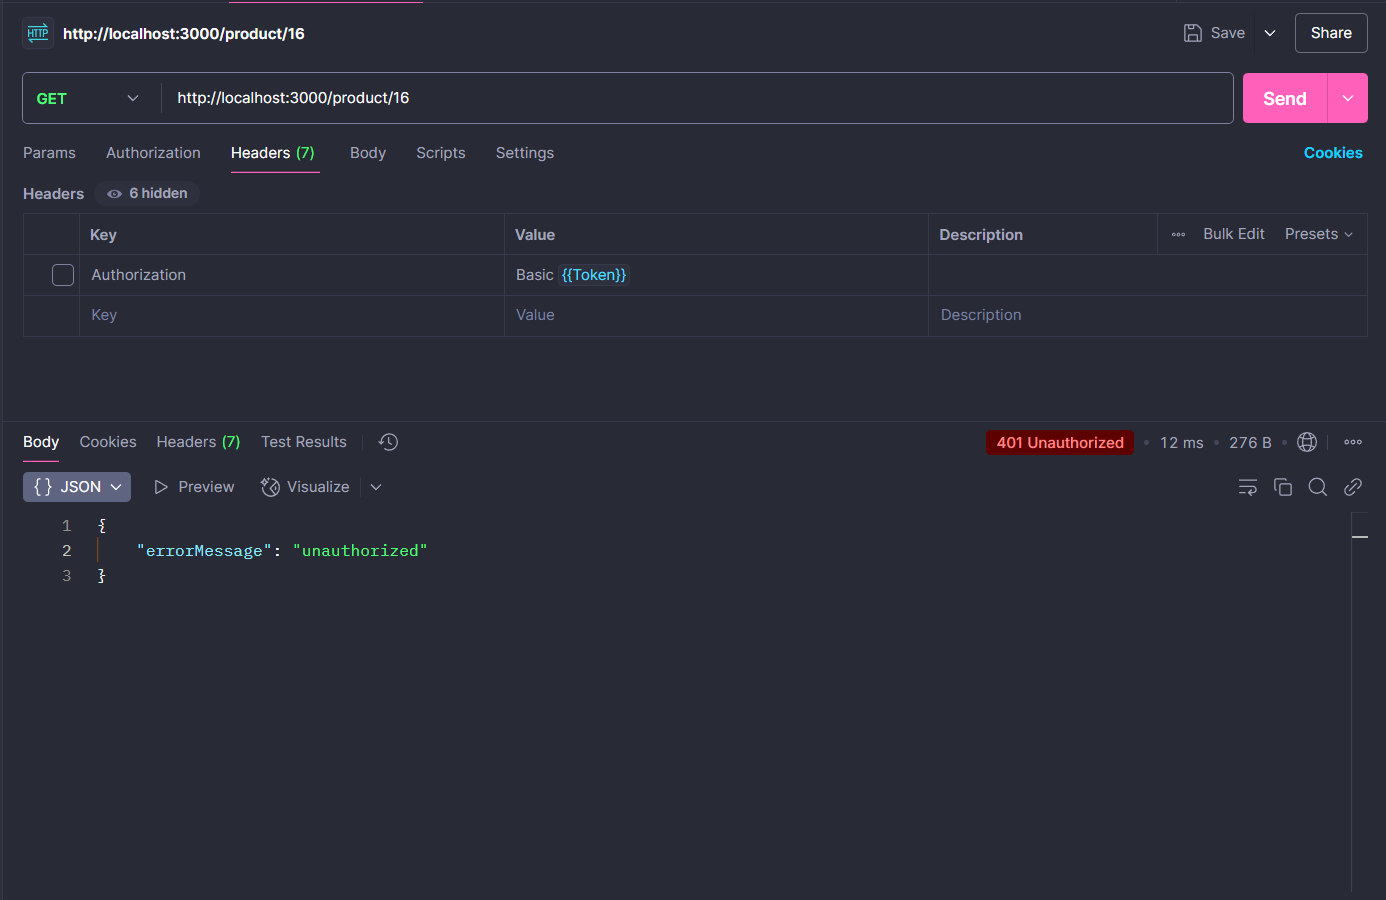 HTTP http://localhost:3000/product/16 Save Share
GET http://localhost:3000/product/16 Send
Params Authorization Headers (7) Body Scripts Settings Cookies
Headers 6 hidden
Key Value Description Bulk Edit Presets
Authorization Basic {{Token}}
Key Value Description
Body Cookies Headers (7) Test Results 401 Unauthorized • 12 ms • 276 B •
{} JSON Preview Visualize
1 {
2 "errorMessage": "unauthorized"
3 }